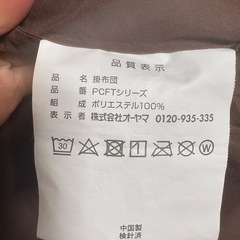 品質表示
品名 掛布団
品番 PCFTシリーズ
組成 ポリエステル100%
表示者 株式会社オーヤマ 0120-935-335
30 W
中国製
検針済